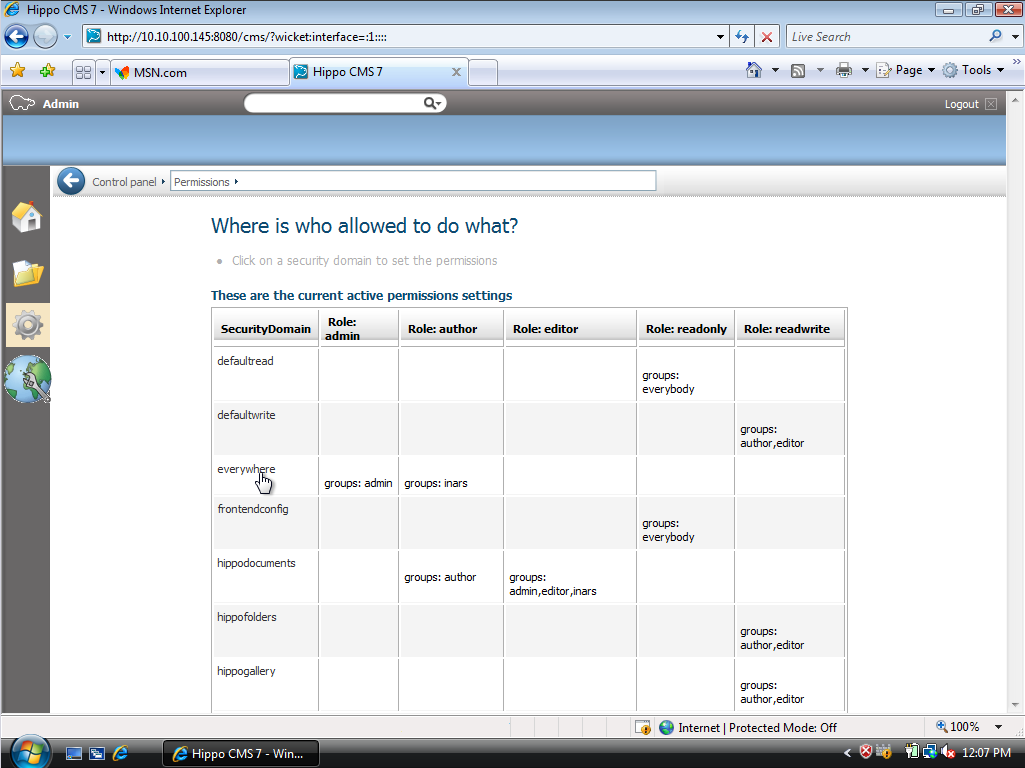 Hippo CMS 7 - Windows Internet Explorer
http://10.10.100.145:8080/cms/?wicket:interface=:1::::
Live Search
MSN.com
Hippo CMS 7
Page
Tools
Admin
Logout
Control panel
Permissions
Where is who allowed to do what?
Click on a security domain to set the permissions
These are the current active permissions settings
SecurityDomain
Role:
admin
Role: author
Role: editor
Role: readonly
Role: readwrite
defaultread
groups:
everybody
defaultwrite
groups:
author,editor
everywhere
groups: admin
groups: inars
frontendconfig
groups:
everybody
hippodocuments
groups: author
groups:
admin,editor,inars
hippofolders
groups:
author,editor
hippogallery
groups:
author,editor
Internet | Protected Mode: Off
100%
Hippo CMS 7 - Win...
12:07 PM